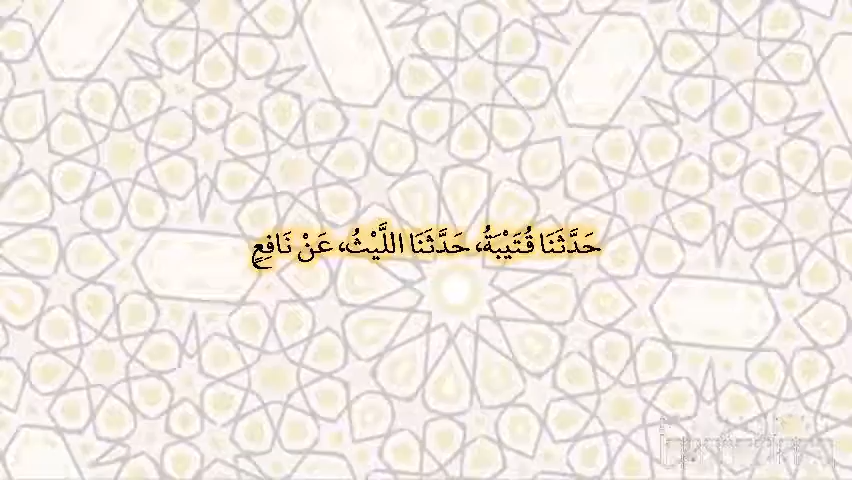 حَدَّثَنَا قُتَيْبَةُ، حَدَّثَنَا اللَّيْثُ، عَنْ نَافِعٍ